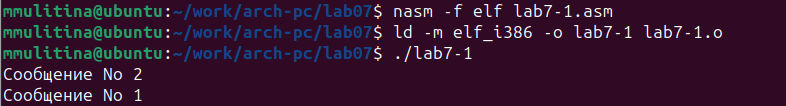 mmulitina@ubuntu:~/work/arch-pc/lab07$ nasm -f elf lab7-1.asm
mmulitina@ubuntu:~/work/arch-pc/lab07$ ld -m elf_i386 -o lab7-1 lab7-1.o
mmulitina@ubuntu:~/work/arch-pc/lab07$ ./lab7-1
Сообщение No 2
Сообщение No 1